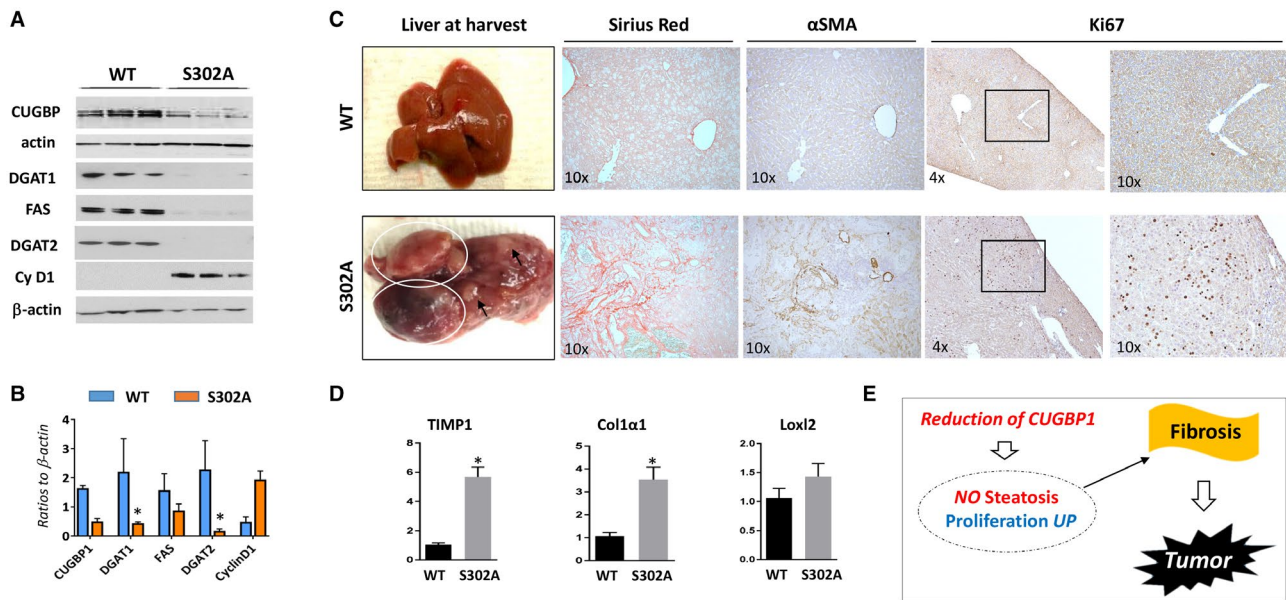 A
WT S302A
CUGBP
actin
DGAT1
FAS
DGAT2
Cy D1
β-actin
B
WT S302A
Ratios to β-actin
4
3
2
1
0
*
*
CUGBP1 DGAT1 FAS DGAT2 CyclinD1
C
Liver at harvest Sirius Red αSMA Ki67
WT
10x 10x 4x 10x
S302A
10x 10x 4x 10x
D
TIMP1
8
6
4
2
0
*
WT S302A
Col1α1
5
4
3
2
1
0
*
WT S302A
Loxl2
2.0
1.5
1.0
0.5
0.0
WT S302A
E
Reduction of CUGBP1
NO Steatosis
Proliferation UP
Fibrosis
Tumor